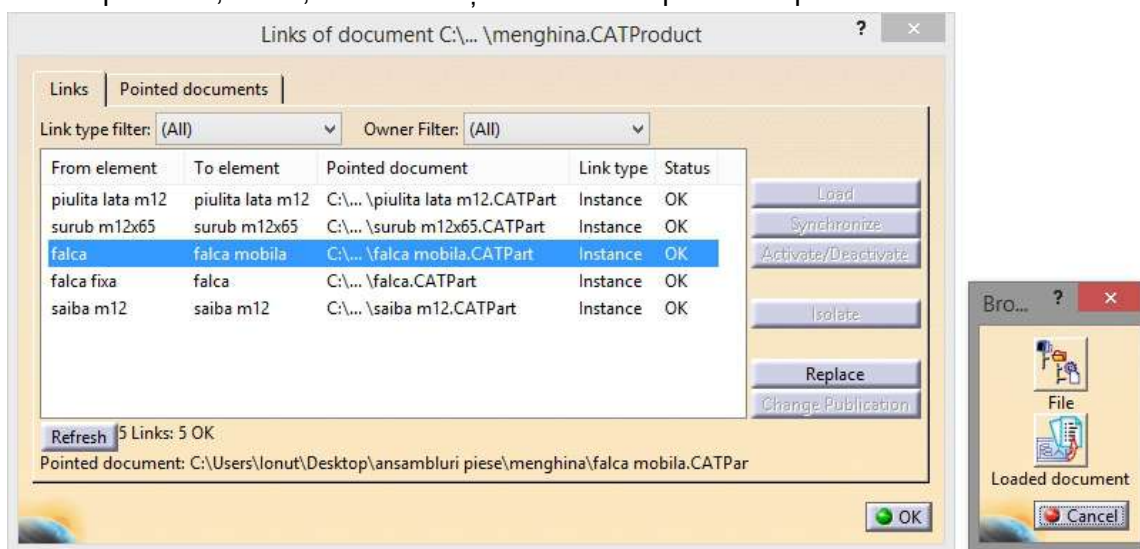 Links of document C:\... \menghina.CATProduct ?
Links Pointed documents
Link type filter: (All) Owner Filter: (All)
From element To element Pointed document Link type Status
piulita lata m12 piulita lata m12 C:\... \piulita lata m12.CATPart Instance OK
Load
surub m12x65 surub m12x65 C:\... \surub m12x65.CATPart Instance OK
Synchronize
falca falca mobila C:\... \falca mobila.CATPart Instance OK
Activate/Deactivate
falca fixa falca C:\... \falca.CATPart Instance OK
saiba m12 saiba m12 C:\... \saiba m12.CATPart Instance OK
Isolate
Replace
Change Publication
Refresh 5 Links: 5 OK
Pointed document: C:\Users\Ionut\Desktop\ansambluri piese\menghina\falca mobila.CATPar
OK
Bro... ?
File
Loaded document
Cancel